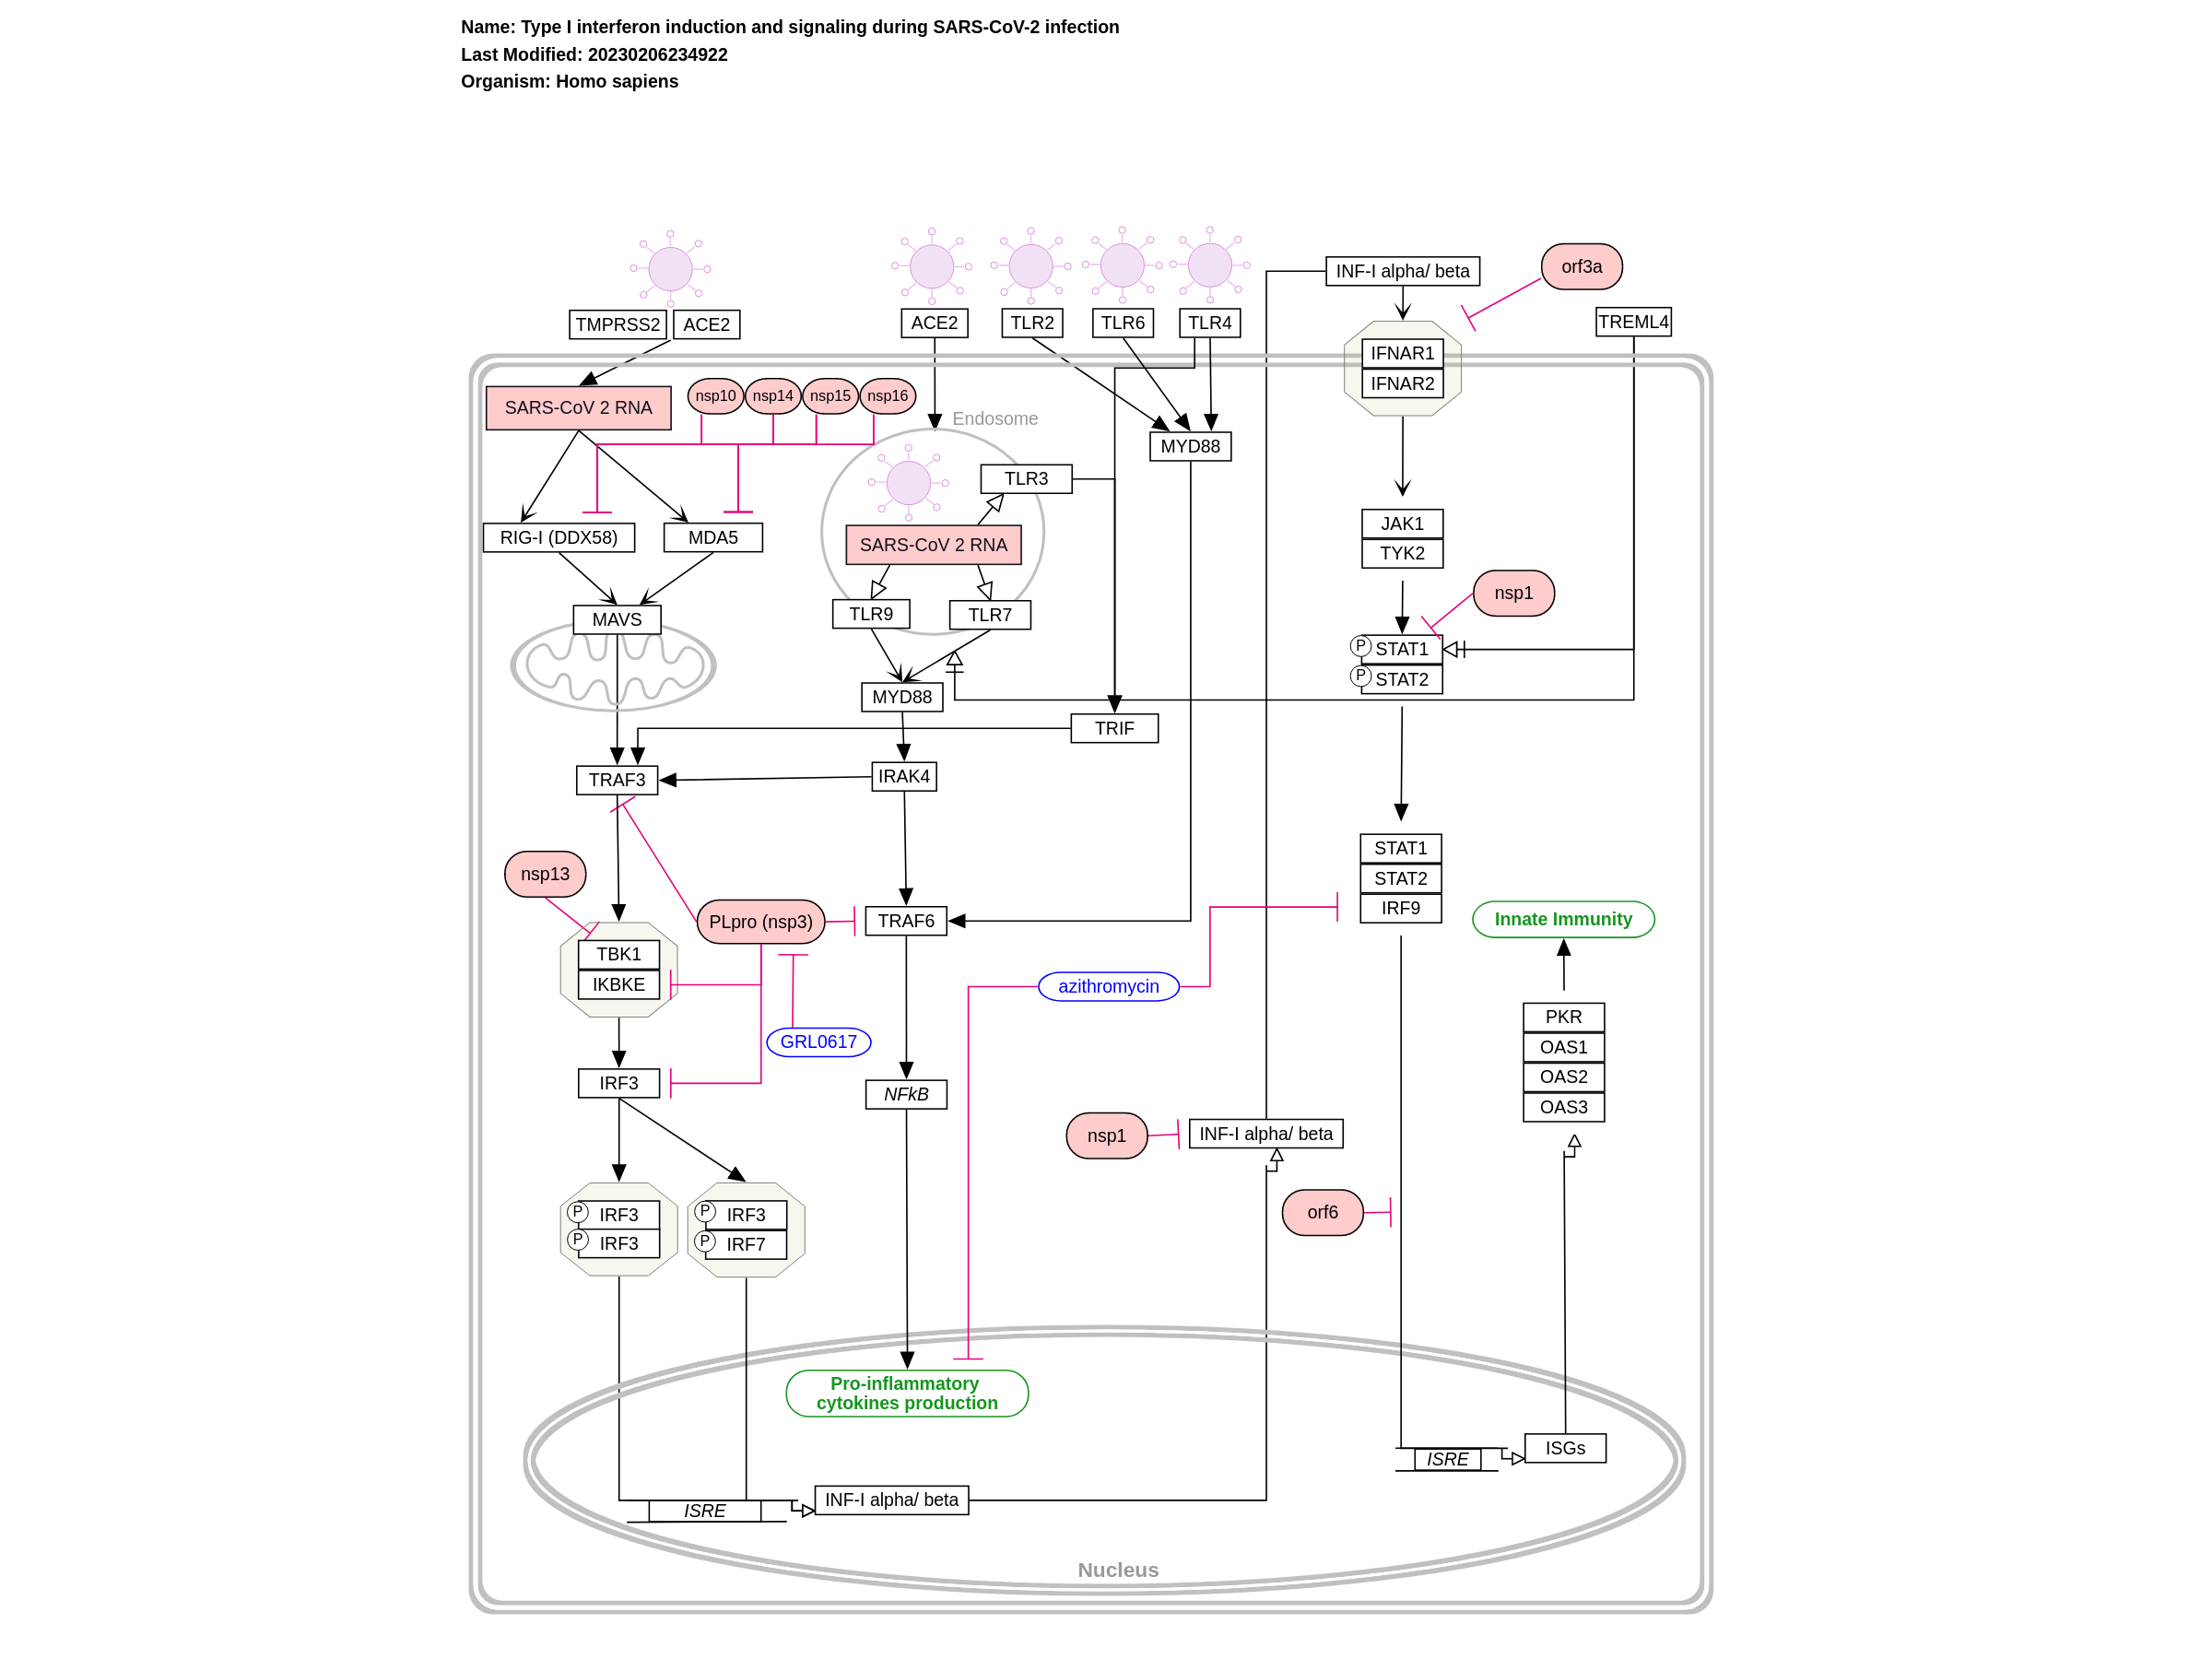 Name: Type I interferon induction and signaling during SARS-CoV-2 infection
Last Modified: 20230206234922
Organism: Homo sapiens
INF-I alpha/ beta
orf3a
TMPRSS2
ACE2
ACE2
TLR2
TLR6
TLR4
TREML4
IFNAR1
IFNAR2
SARS-CoV 2 RNA
nsp10
nsp14
nsp15
nsp16
Endosome
MYD88
TLR3
RIG-I (DDX58)
MDA5
SARS-CoV 2 RNA
JAK1
TYK2
nsp1
MAVS
TLR9
TLR7
P
STAT1
P
STAT2
MYD88
TRIF
TRAF3
IRAK4
nsp13
PLpro (nsp3)
TRAF6
STAT1
STAT2
IRF9
Innate Immunity
TBK1
IKBKE
azithromycin
GRL0617
PKR
OAS1
OAS2
OAS3
IRF3
NFkB
nsp1
INF-I alpha/ beta
P
IRF3
P
IRF3
P
IRF3
P
IRF7
orf6
Pro-inflammatory
cytokines production
ISRE
ISGs
ISRE
INF-I alpha/ beta
Nucleus